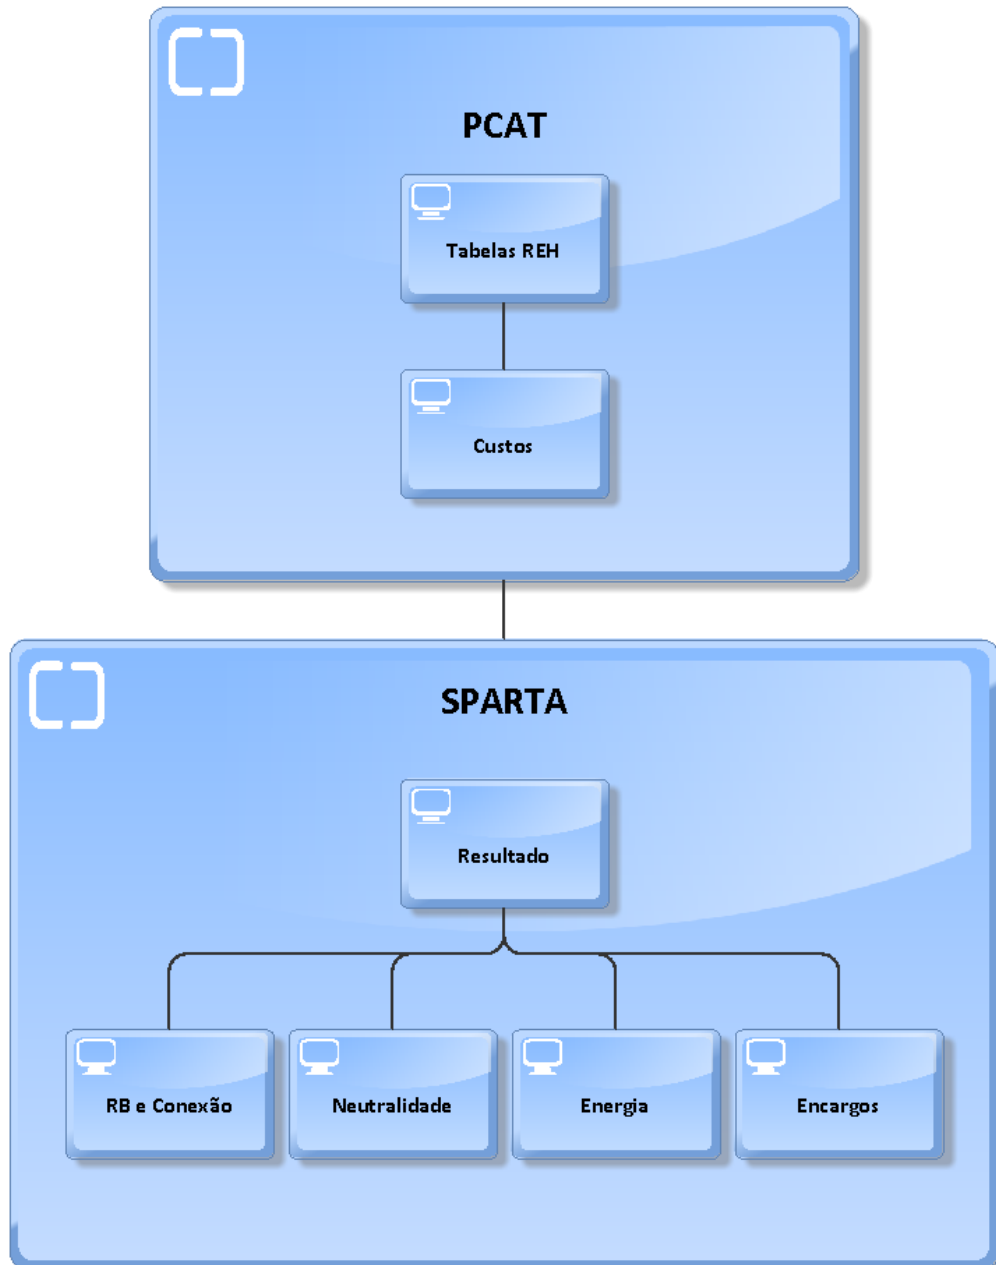 PCAT
Tabelas REH
Custos
SPARTA
Resultado
RB e Conexão
Neutralidade
Energia
Encargos